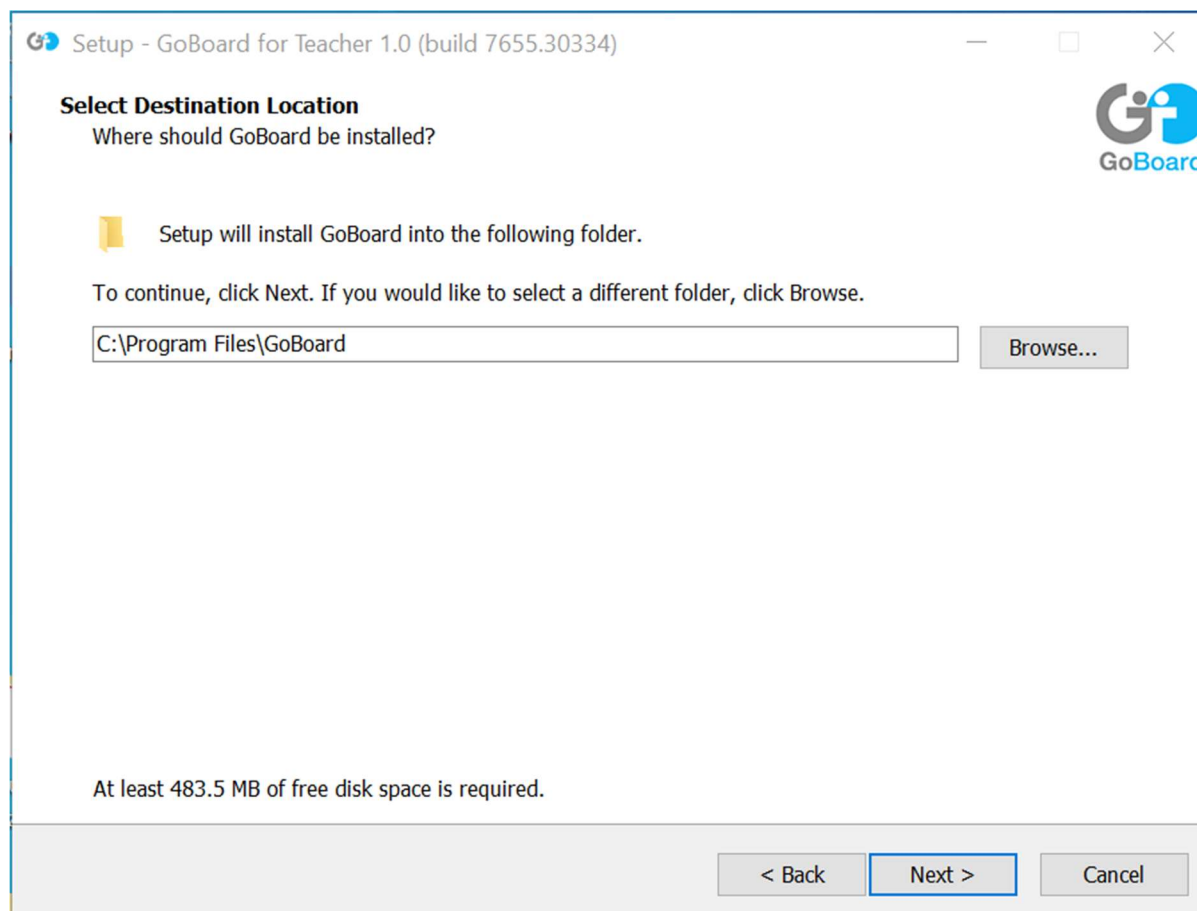 Setup - GoBoard for Teacher 1.0 (build 7655.30334)
Select Destination Location
Where should GoBoard be installed?
GoBoard
Setup will install GoBoard into the following folder.
To continue, click Next. If you would like to select a different folder, click Browse.
C:\Program Files\GoBoard
Browse...
At least 483.5 MB of free disk space is required.
< Back
Next >
Cancel